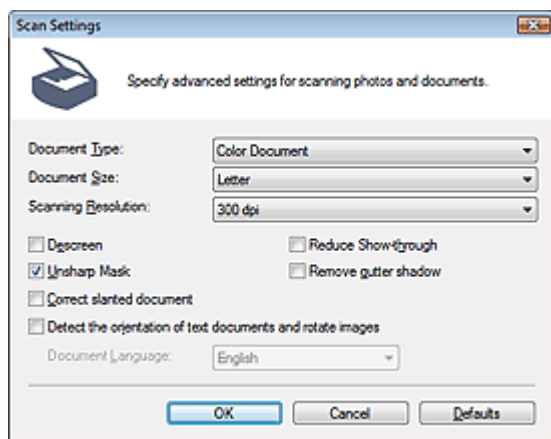 Scan Settings
Specify advanced settings for scanning photos and documents.
Document Type: Color Document
Document Size: Letter
Scanning Resolution: 300 dpi
Descreen Reduce Show-through
Unsharp Mask Remove gutter shadow
Correct slanted document
Detect the orientation of text documents and rotate images
Document Language: English
OK Cancel Defaults